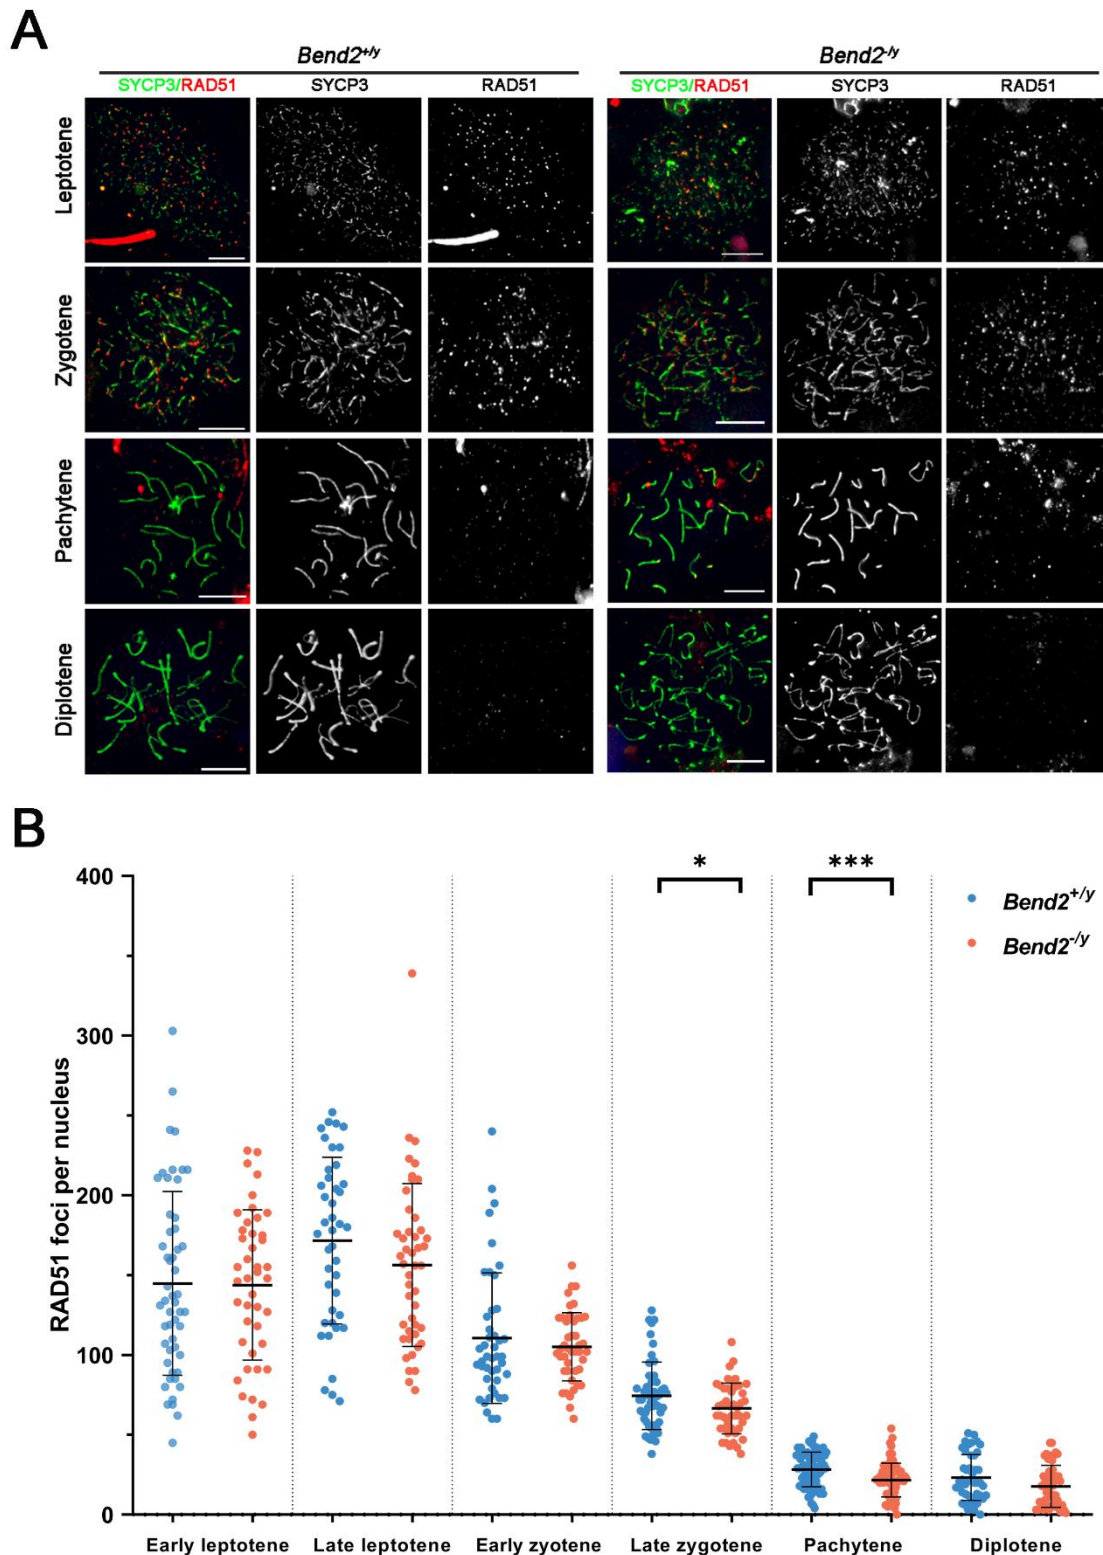 A
Bend2+/y
Bend2-/y
SYCP3/RAD51 SYCP3 RAD51
SYCP3/RAD51 SYCP3 RAD51
Leptotene
Zygotene
Pachytene
Diplotene
B
* ***
RAD51 foci per nucleus
400
300
200
100
0
Bend2+/y
Bend2-/y
Early leptotene Late leptotene Early zyotene Late zygotene Pachytene Diplotene